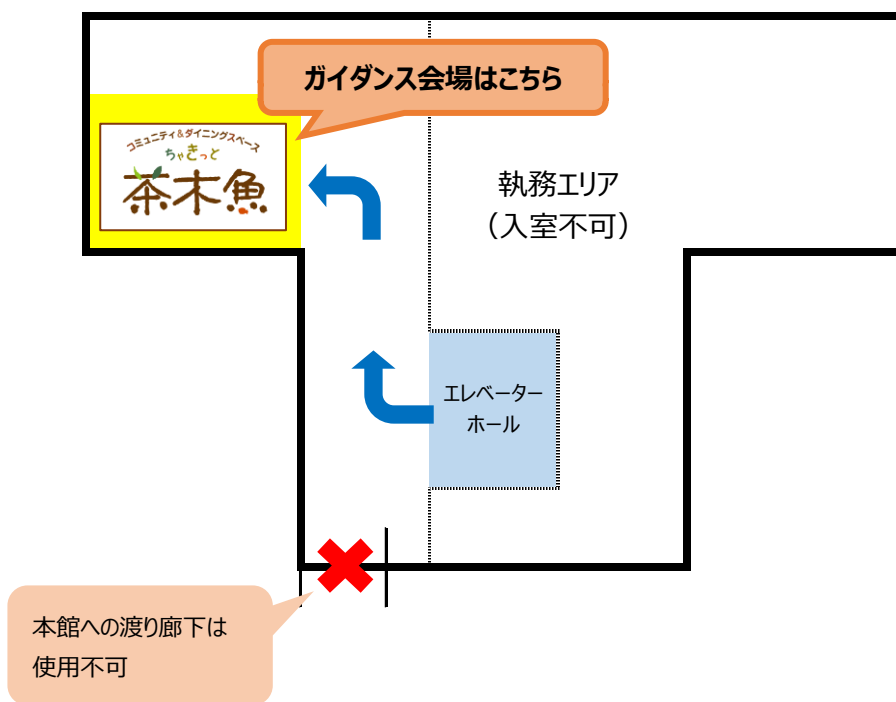 ガイダンス会場はこちら
コミュニティ&ダイニングスペース
ちゃきっと
茶木魚
執務エリア
（入室不可）
エレベーター
ホール
本館への渡り廊下は
使用不可